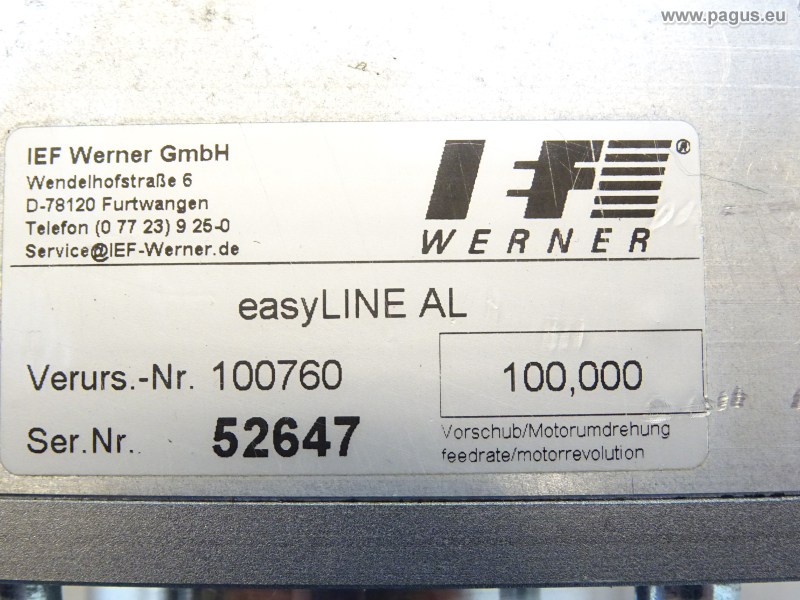 www.pagus.eu
IEF Werner GmbH
Wendelhofstraße 6
D-78120 Furtwangen
Telefon (0 77 23) 9 25-0
Service@IEF-Werner.de
IEF®
WERNER
easyLINE AL
Verurs.-Nr. 100760
100,000
Ser.Nr. 52647
Vorschub/Motorumdrehung
feedrate/motorrevolution